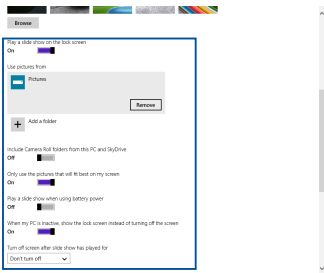 Browse
Play a slide show on the lock screen
On
Use pictures from
Pictures
Remove
Add a folder
Include Camera Roll folders from this PC and SkyDrive
Off
Only use the pictures that will fit best on my screen
On
Play a slide show when using battery power
Off
When my PC is inactive, show the lock screen instead of turning off the screen
On
Turn off screen after slide show has played for
Don't turn off